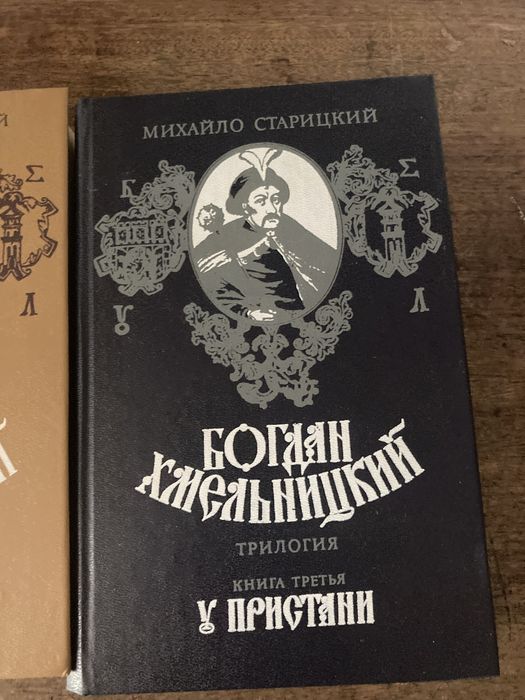 МИХАЙЛО СТАРИЦКИЙ
Б Σ
У Л
БОГДАН
ХМЕЛЬНИЦКИЙ
ТРИЛОГИЯ
КНИГА ТРЕТЬЯ
У ПРИСТАНИ
Й
Σ
Л
Й